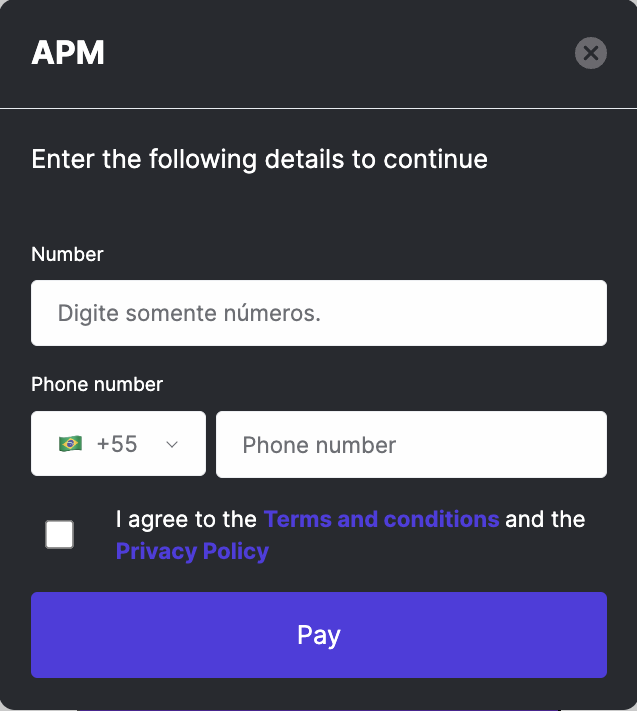 APM
Enter the following details to continue
Number
Digite somente números.
Phone number
+55
Phone number
I agree to the Terms and conditions and the
Privacy Policy
Pay